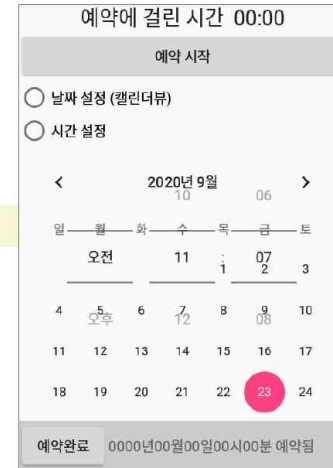 예약에 걸린 시간 00:00
예약 시작
날짜 설정 (캘린더뷰)
시간 설정
< 2020년 9월 >
10 06
일 월 화 수 목 금 토
오전 11 : 07
1 2 3
4 5 6 7 8 9 10
오후 12 08
11 12 13 14 15 16 17
18 19 20 21 22 23 24
예약완료 0000년00월00일00시00분 예약됨